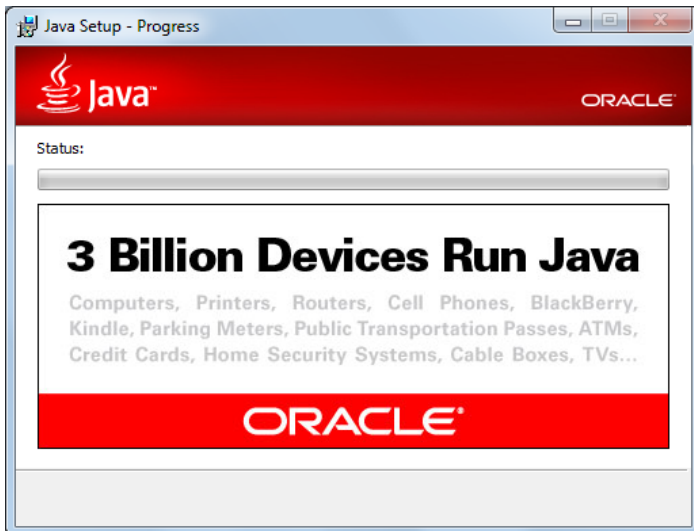 Java Setup - Progress
Java™
ORACLE®
Status:
3 Billion Devices Run Java
Computers, Printers, Routers, Cell Phones, BlackBerry,
Kindle, Parking Meters, Public Transportation Passes, ATMs,
Credit Cards, Home Security Systems, Cable Boxes, TVs...
ORACLE®